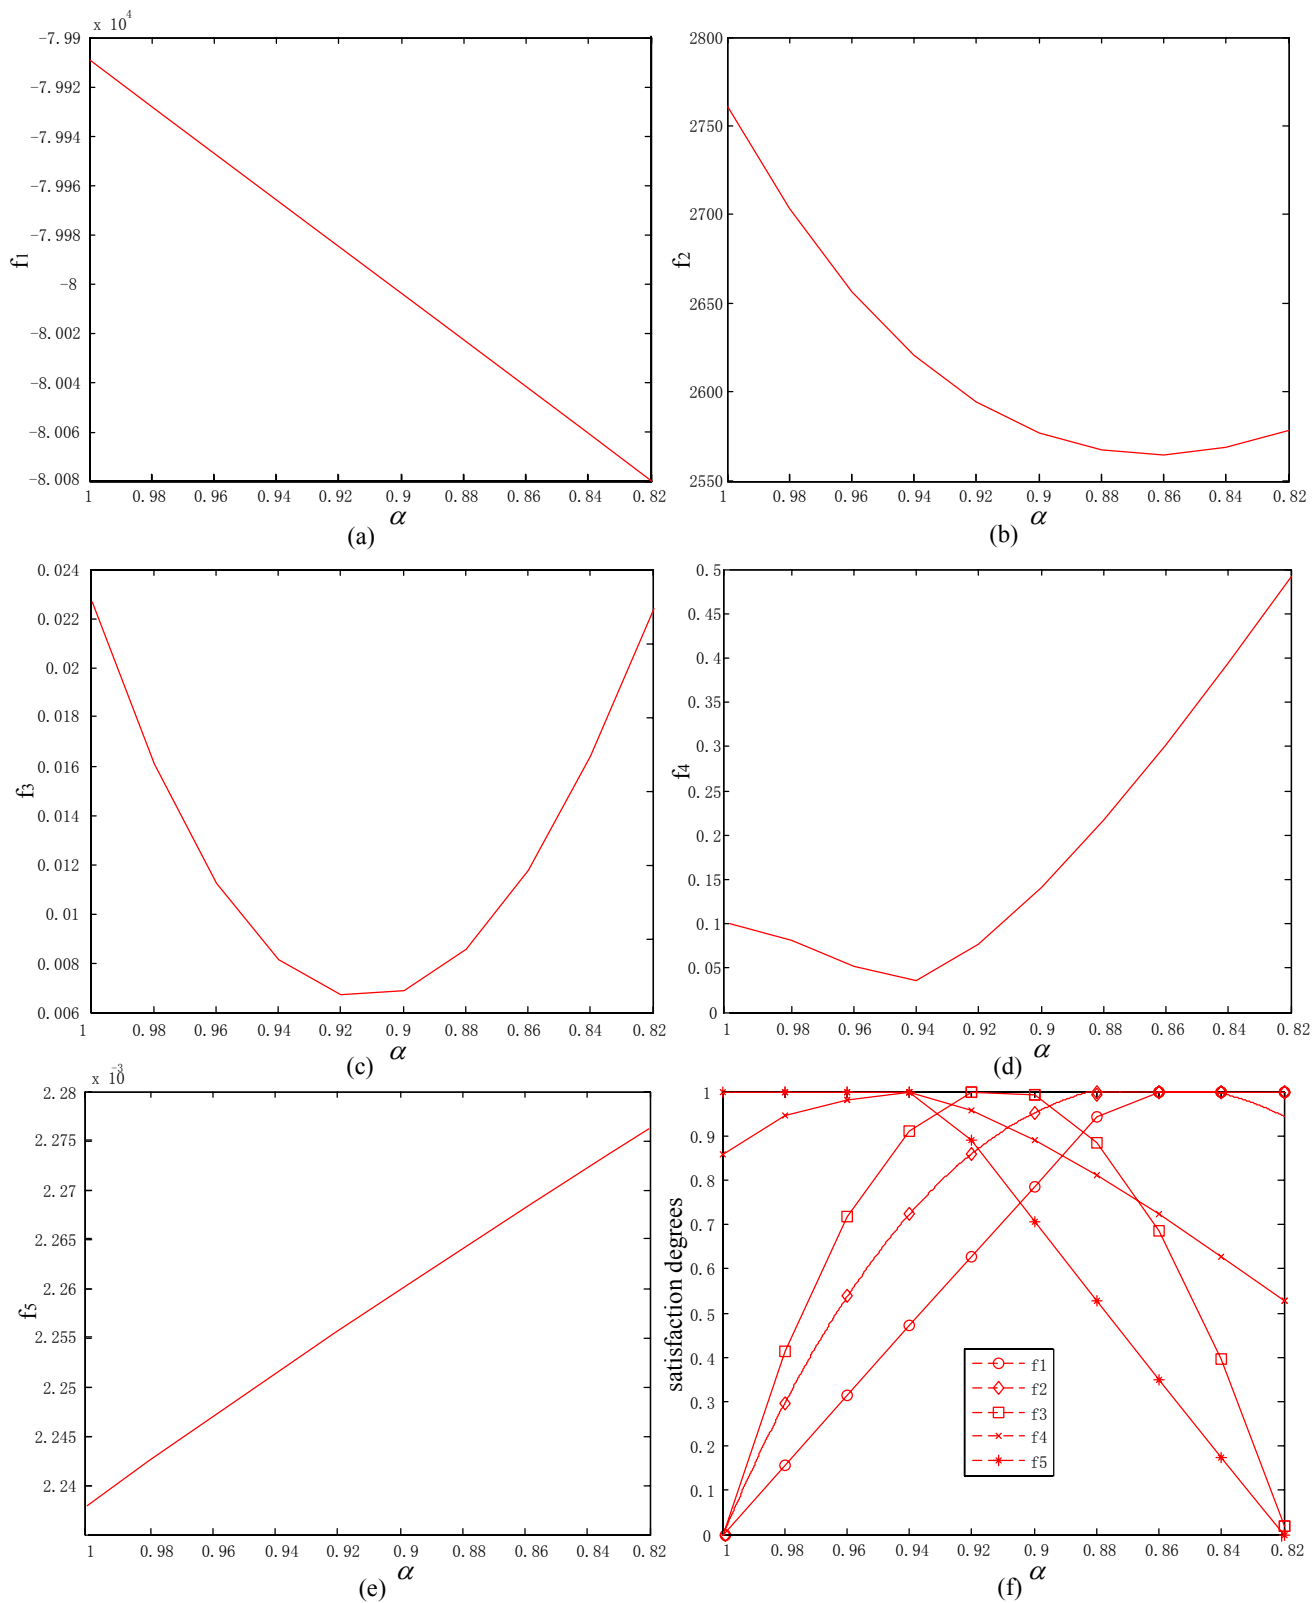 x 10^4
-7.99
-7.992
-7.994
-7.996
-7.998
-8
-8.002
-8.004
-8.006
-8.008
f1
1 0.98 0.96 0.94 0.92 0.9 0.88 0.86 0.84 0.82
α
(a)
2800
2750
2700
2650
2600
2550
f2
1 0.98 0.96 0.94 0.92 0.9 0.88 0.86 0.84 0.82
α
(b)
0.024
0.022
0.02
0.018
0.016
0.014
0.012
0.01
0.008
0.006
f3
1 0.98 0.96 0.94 0.92 0.9 0.88 0.86 0.84 0.82
α
(c)
0.5
0.45
0.4
0.35
0.3
0.25
0.2
0.15
0.1
0.05
0
f4
1 0.98 0.96 0.94 0.92 0.9 0.88 0.86 0.84 0.82
α
(d)
x 10^-3
2.28
2.275
2.27
2.265
2.26
2.255
2.25
2.245
2.24
f5
1 0.98 0.96 0.94 0.92 0.9 0.88 0.86 0.84 0.82
α
(e)
1
0.9
0.8
0.7
0.6
0.5
0.4
0.3
0.2
0.1
0
satisfaction degrees
f1
f2
f3
f4
f5
1 0.98 0.96 0.94 0.92 0.9 0.88 0.86 0.84 0.82
α
(f)